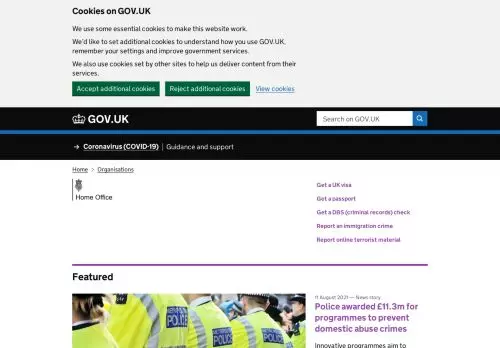 Cookies on GOV.UK
We use some essential cookies to make this website work.
We'd like to set additional cookies to understand how you use GOV.UK,
remember your settings and improve government services.
We also use cookies set by other sites to help us deliver content from their
services.
Accept additional cookies
Reject additional cookies
View cookies
GOV.UK
Search on GOV.UK
→ Coronavirus (COVID-19) | Guidance and support
Home > Organisations
Home Office
Get a UK visa
Get a passport
Get a DBS (criminal records) check
Report an immigration crime
Report online terrorist material
Featured
METROPOLITAN
POLICE
POLICE
POLICE
11 August 2021 — News story
Police awarded £11.3m for
programmes to prevent
domestic abuse crimes
Innovative programmes aim to